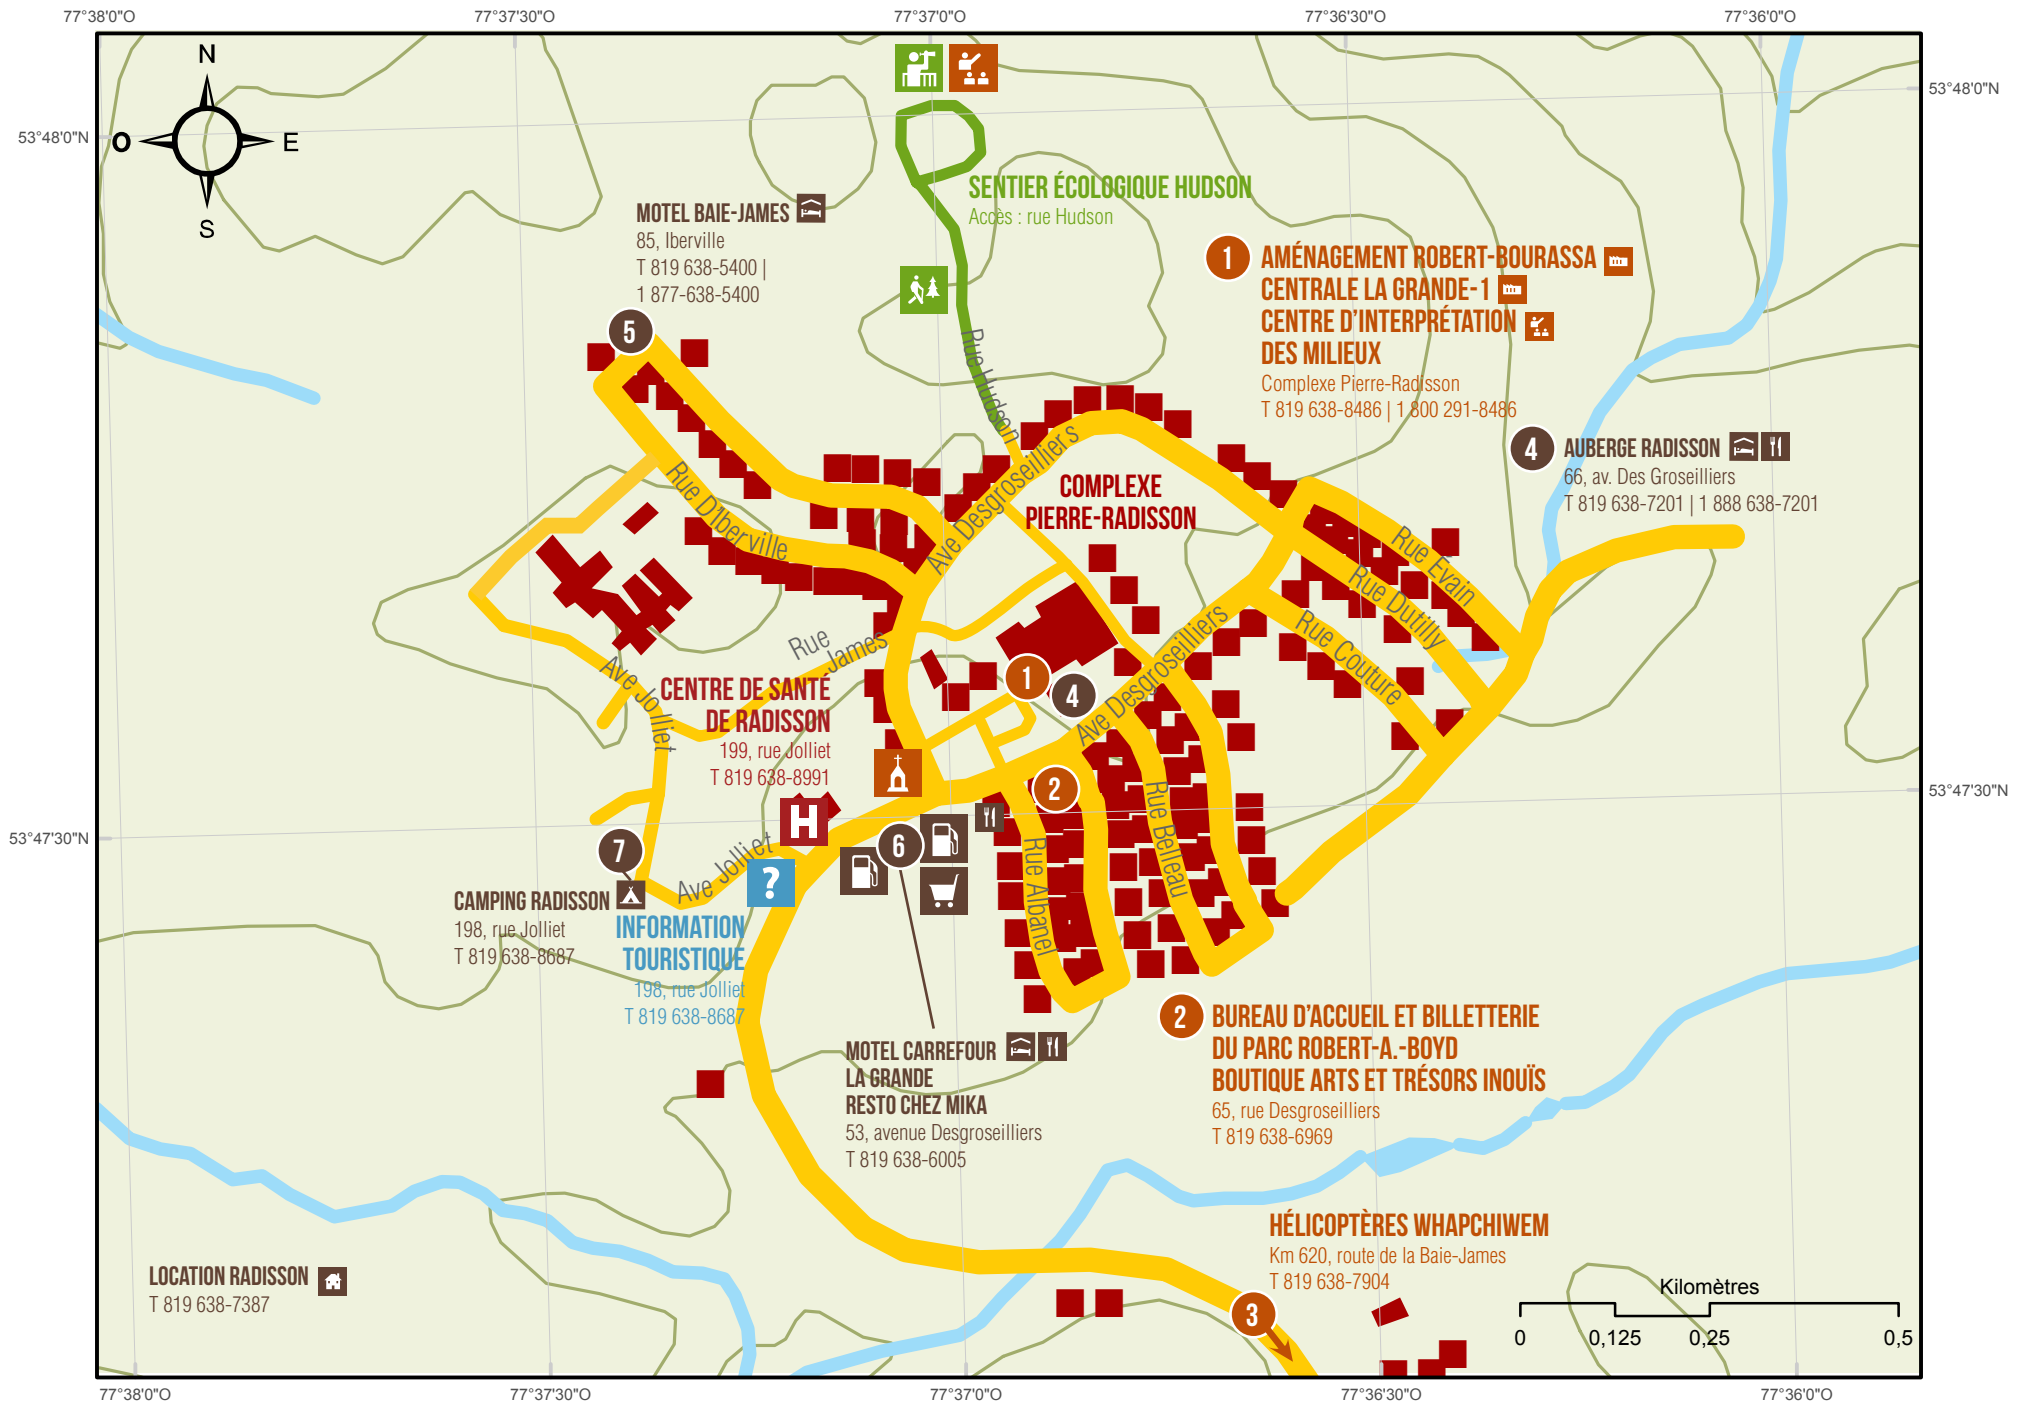 77°38'0"O
77°37'30"O
77°37'0"O
77°36'30"O
77°36'0"O
53°48'0"N
53°48'0"N
N
O
E
S
SENTIER ÉCOLOGIQUE HUDSON
Accès : rue Hudson
MOTEL BAIE-JAMES
85, Iberville
T 819 638-5400 |
1 877-638-5400
5
1
AMÉNAGEMENT ROBERT-BOURASSA
CENTRALE LA GRANDE-1
CENTRE D'INTERPRÉTATION
DES MILIEUX
Complexe Pierre-Radisson
T 819 638-8486 | 1 800 291-8486
4
AUBERGE RADISSON
66, av. Des Groseilliers
T 819 638-7201 | 1 888 638-7201
Rue Hudson
Ave Desgroseilliers
COMPLEXE
PIERRE-RADISSON
Rue D'Iberville
Rue Evain
Rue Dutilly
Rue Couture
Rue
James
Ave Jolliet
CENTRE DE SANTÉ
DE RADISSON
199, rue Jolliet
T 819 638-8991
1
4
Ave Desgroseilliers
2
H
6
7
Ave Jolliet
?
Rue Albanel
Rue Belleau
53°47'30"N
53°47'30"N
CAMPING RADISSON
198, rue Jolliet
T 819 638-8687
INFORMATION
TOURISTIQUE
198, rue Jolliet
T 819 638-8687
MOTEL CARREFOUR
LA GRANDE
RESTO CHEZ MIKA
53, avenue Desgroseilliers
T 819 638-6005
2
BUREAU D'ACCUEIL ET BILLETTERIE
DU PARC ROBERT-A.-BOYD
BOUTIQUE ARTS ET TRÉSORS INOUÏS
65, rue Desgroseilliers
T 819 638-6969
HÉLICOPTÈRES WHAPCHIWEM
Km 620, route de la Baie-James
T 819 638-7904
3
LOCATION RADISSON
T 819 638-7387
Kilomètres
0
0,125
0,25
0,5
77°38'0"O
77°37'30"O
77°37'0"O
77°36'30"O
77°36'0"O